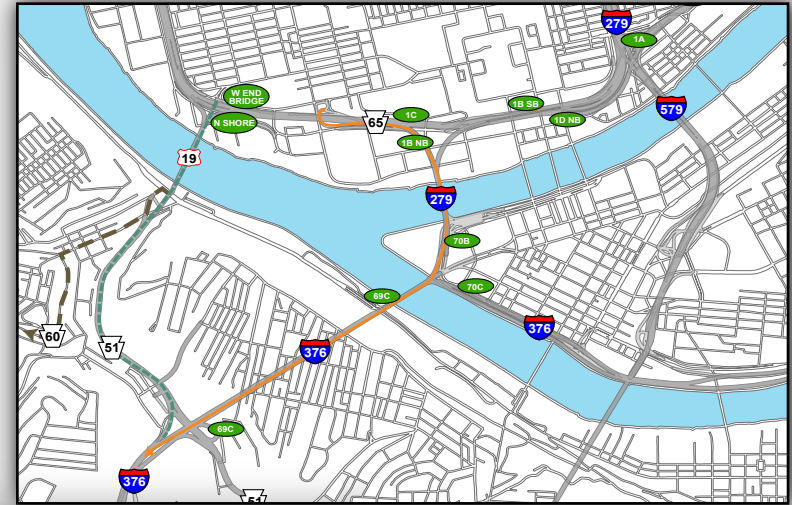 279
1A
W END
BRIDGE
579
1B SB
1C
65
N SHORE
1D NB
1B NB
19
279
70B
70C
69C
376
60
51
376
69C
376
51